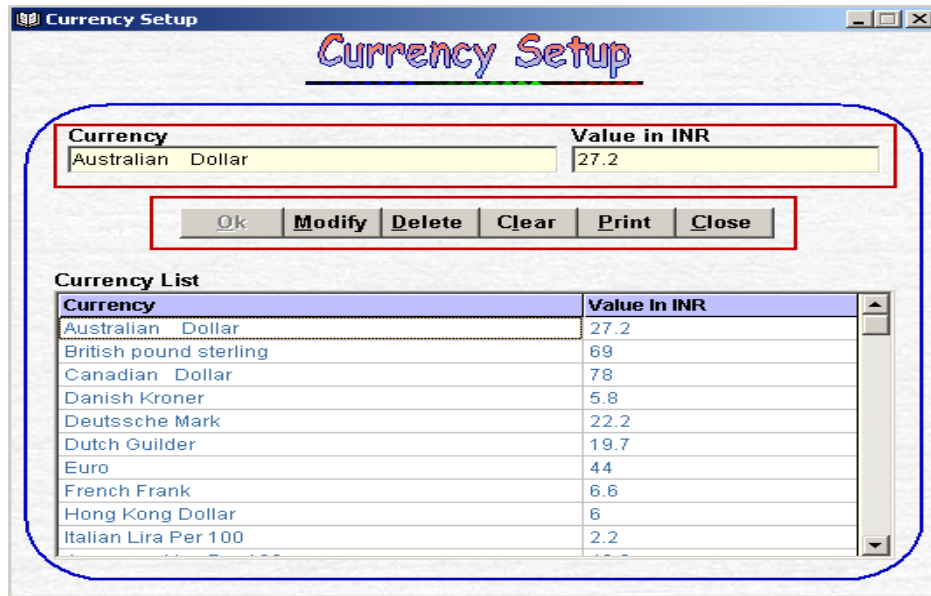 Currency Setup
Currency Setup
Currency Value in INR
Australian Dollar 27.2
Ok Modify Delete Clear Print Close
Currency List
Currency Value In INR
Australian Dollar 27.2
British pound sterling 69
Canadian Dollar 78
Danish Kroner 5.8
Deutssche Mark 22.2
Dutch Guilder 19.7
Euro 44
French Frank 6.6
Hong Kong Dollar 6
Italian Lira Per 100 2.2